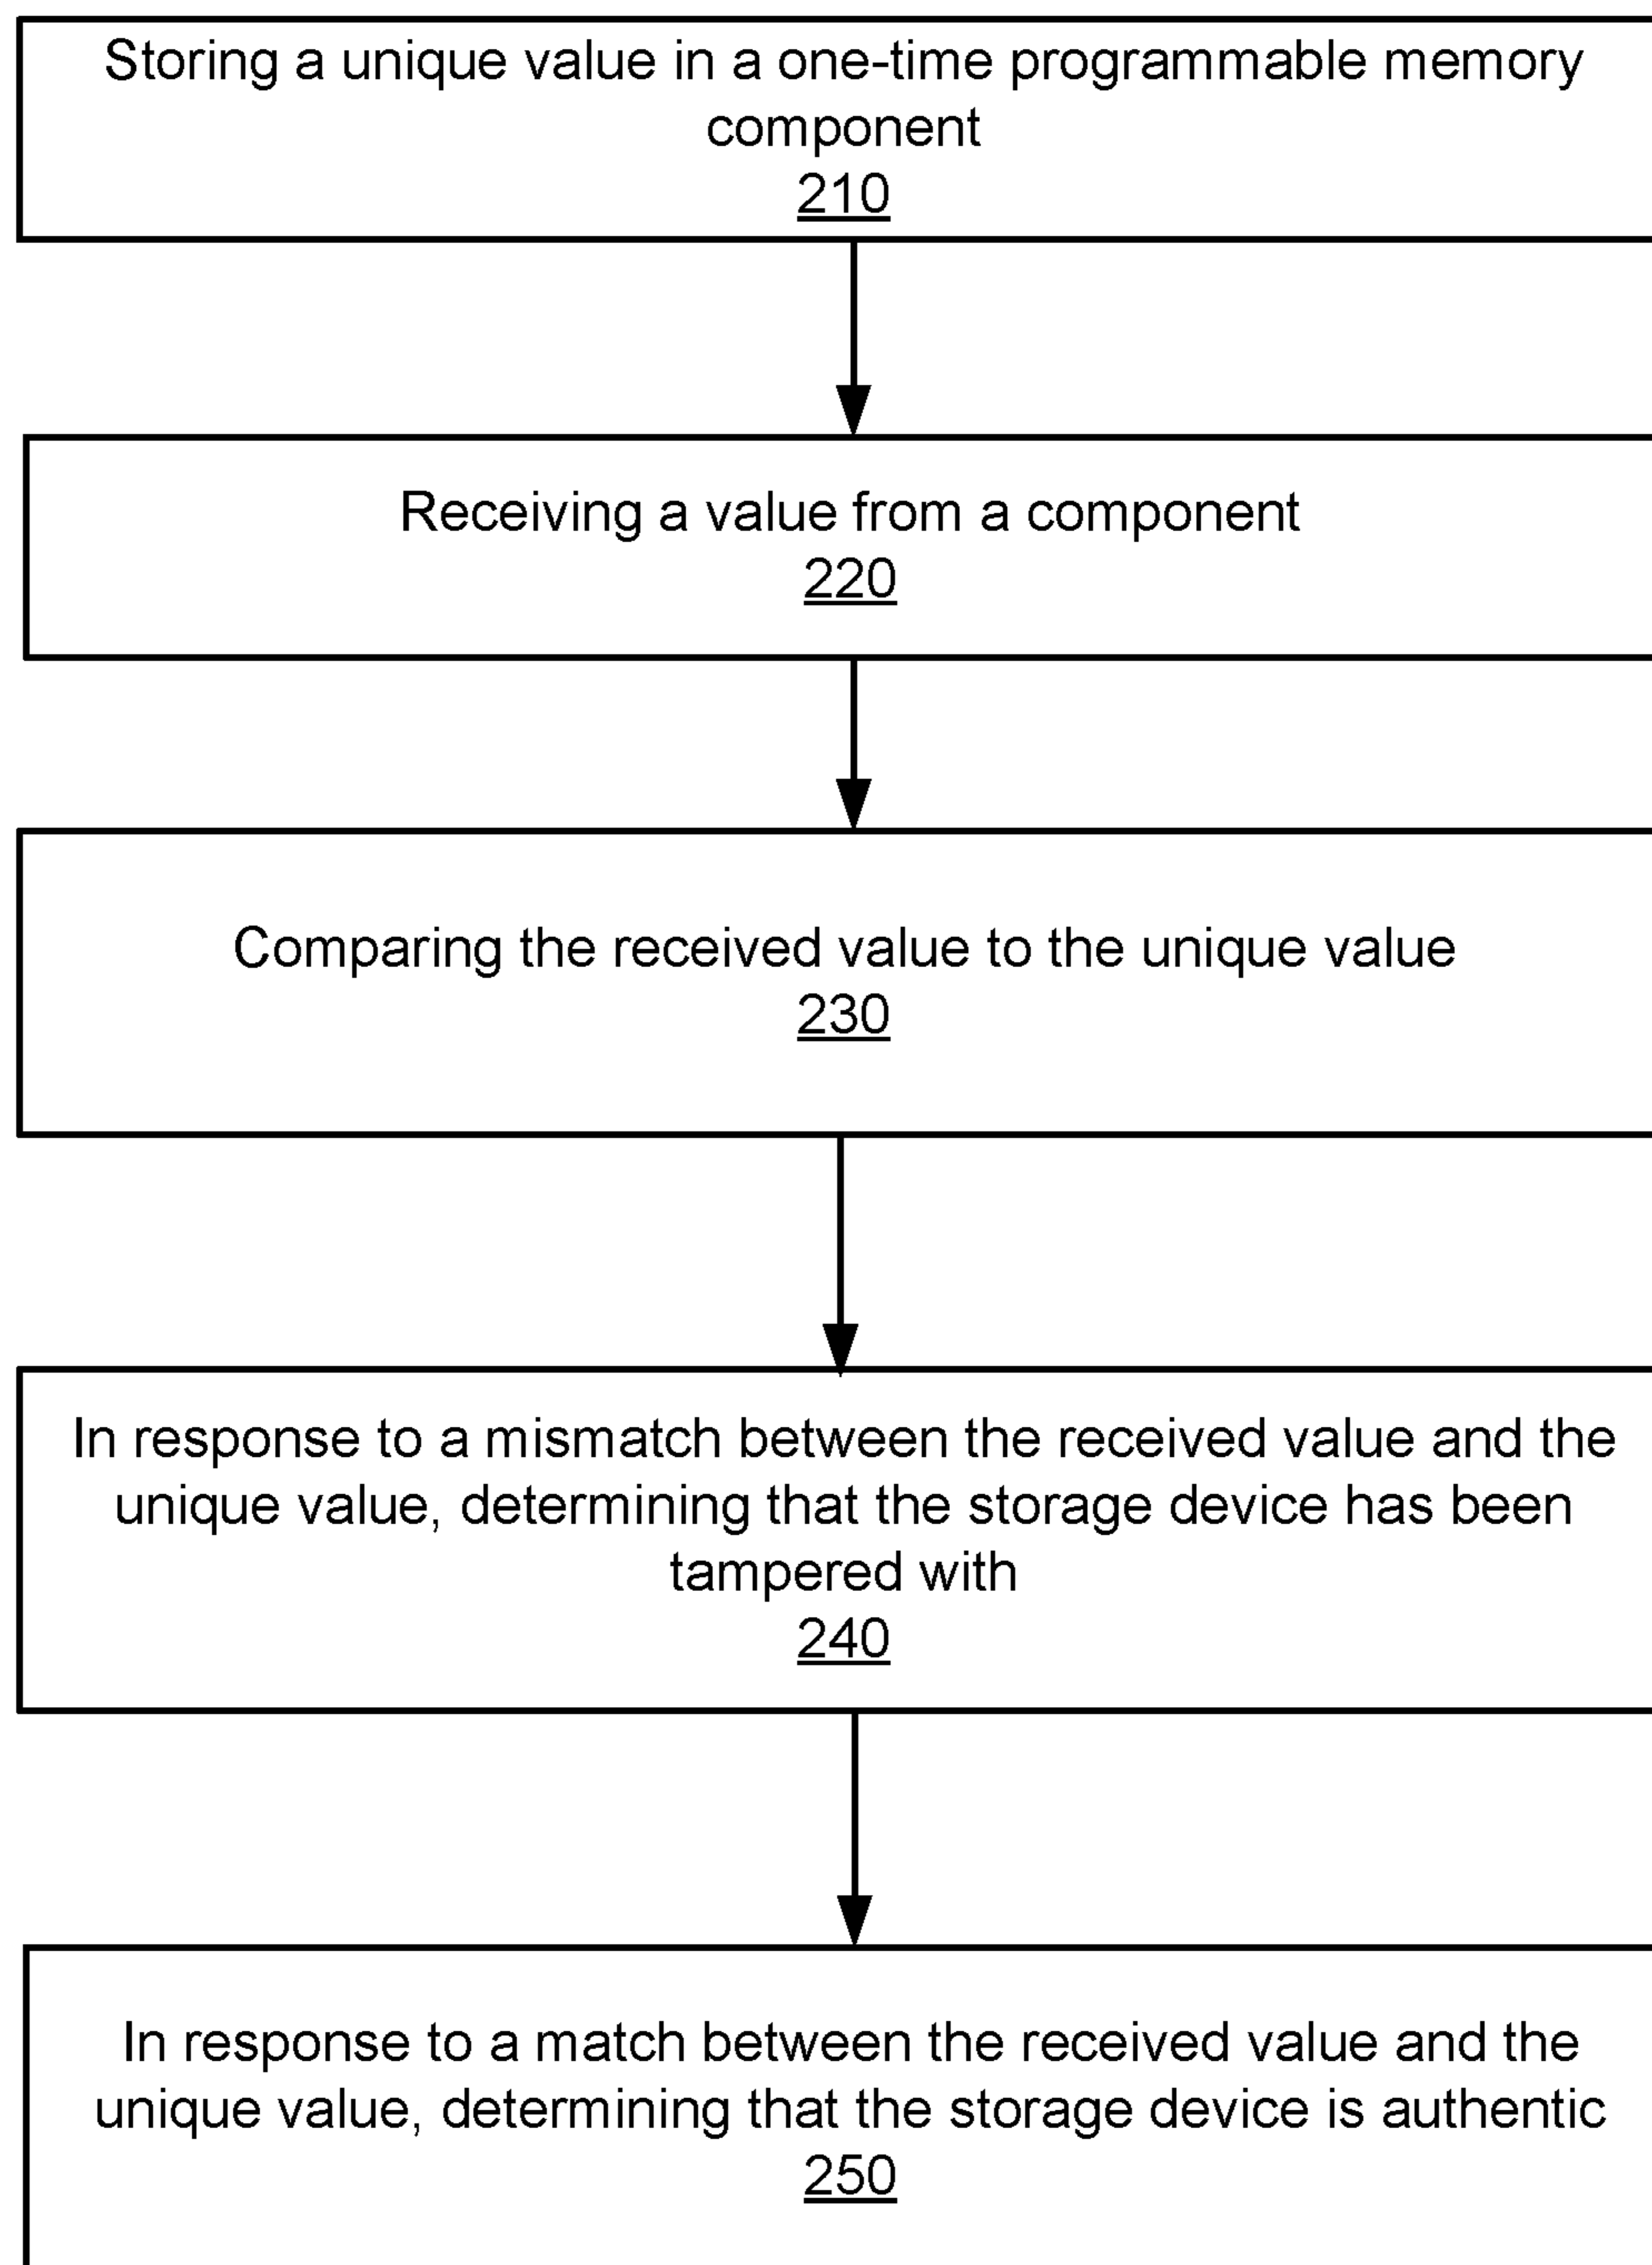 Storing a unique value in a one-time programmable memory
component
210
Receiving a value from a component
220
Comparing the received value to the unique value
230
In response to a mismatch between the received value and the
unique value, determining that the storage device has been
tampered with
240
In response to a match between the received value and the
unique value, determining that the storage device is authentic
250